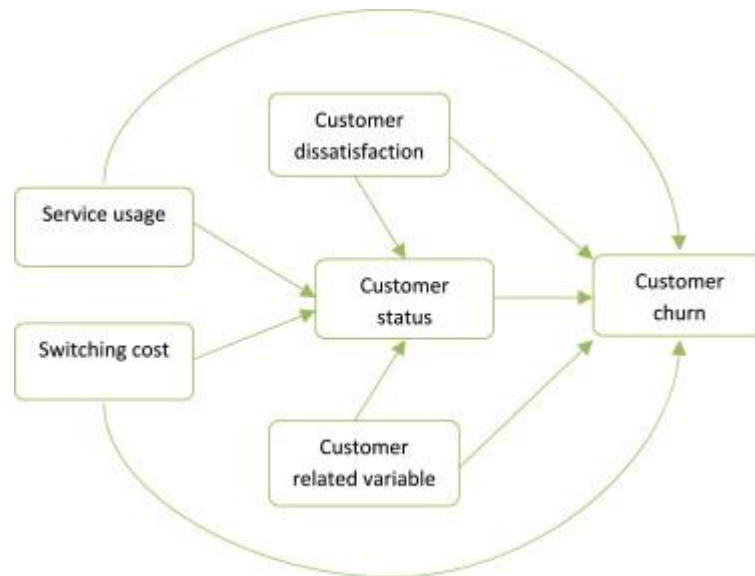 Customer
dissatisfaction
Service usage
Customer
status
Customer
churn
Switching cost
Customer
related variable